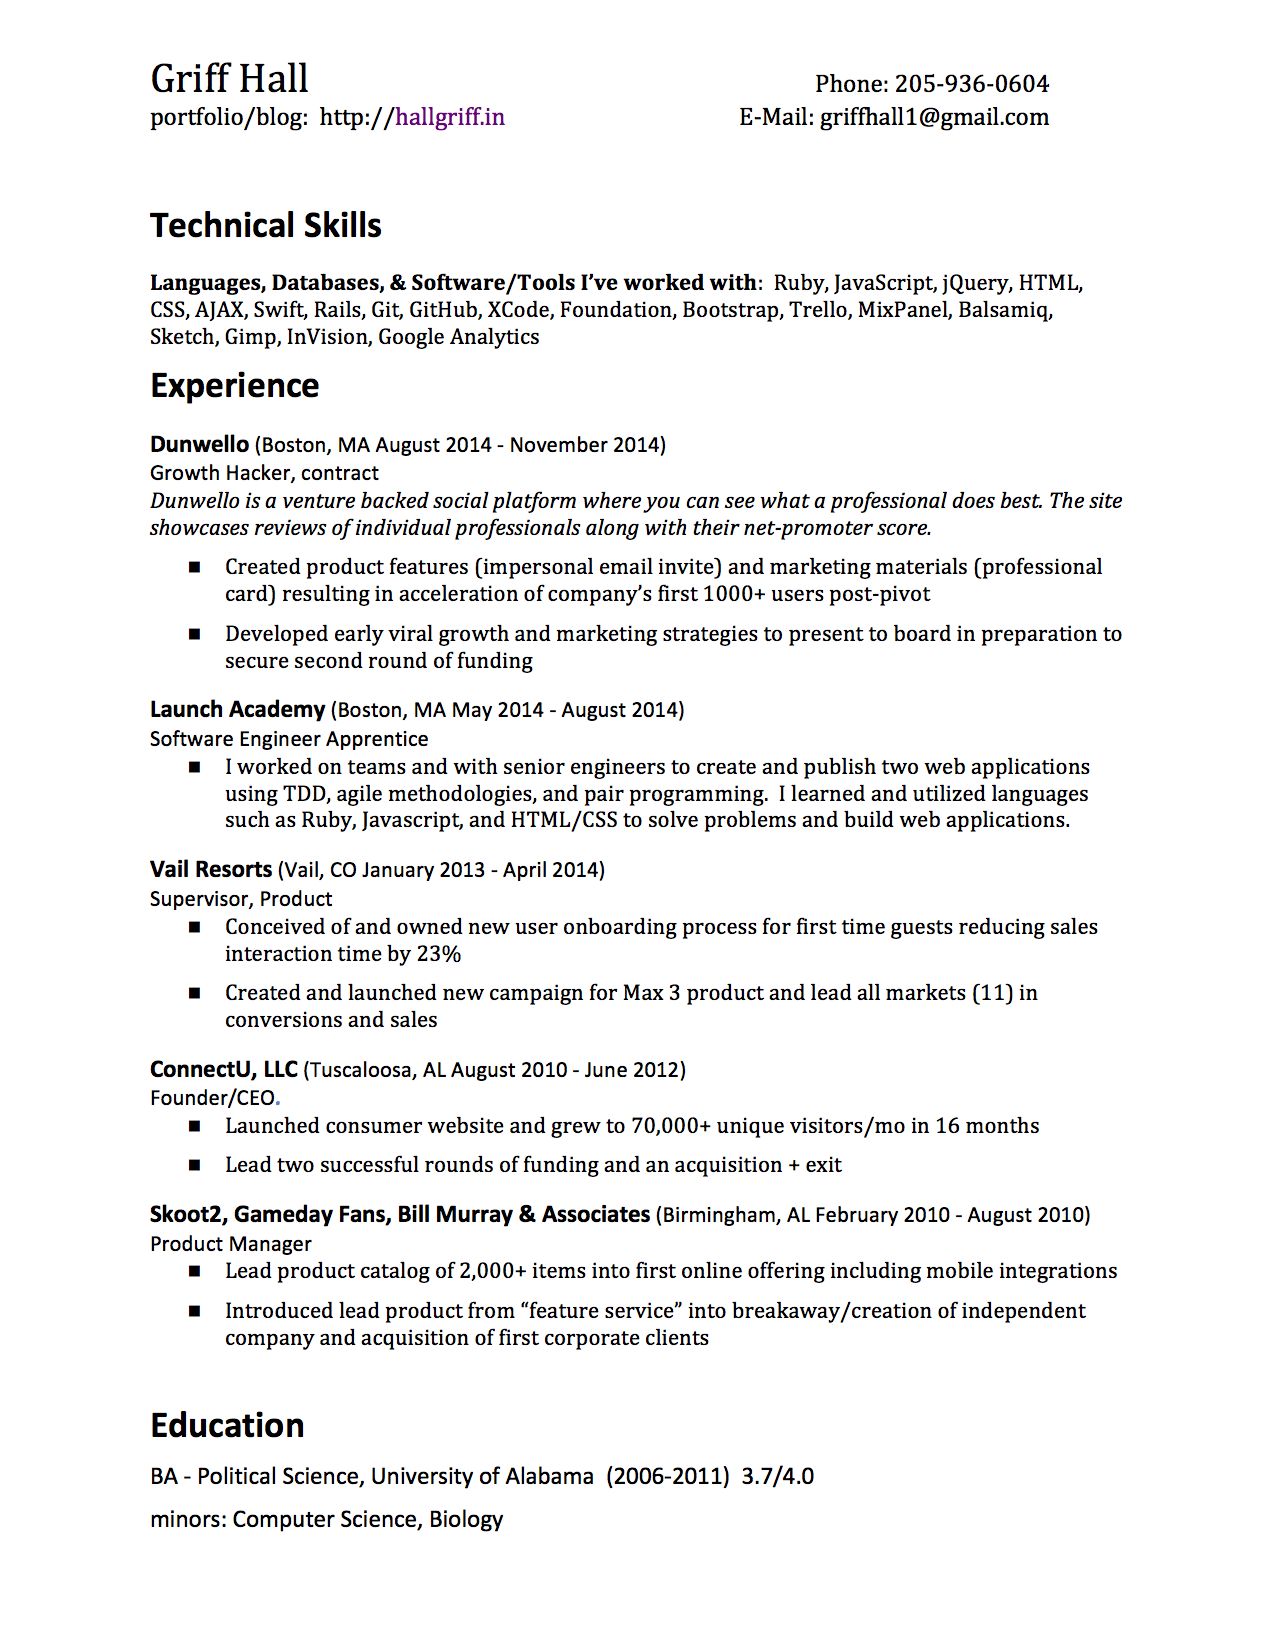 Griff Hall Phone: 205-936-0604
portfolio/blog: http://hallgriff.in E-Mail: griffhall1@gmail.com
Technical Skills
Languages, Databases, & Software/Tools I’ve worked with: Ruby, JavaScript, jQuery, HTML,
CSS, AJAX, Swift, Rails, Git, GitHub, XCode, Foundation, Bootstrap, Trello, MixPanel, Balsamiq,
Sketch, Gimp, InVision, Google Analytics
Experience
Dunwello (Boston, MA August 2014 - November 2014)
Growth Hacker, contract
Dunwello is a venture backed social platform where you can see what a professional does best. The site
showcases reviews of individual professionals along with their net-promoter score.
■ Created product features (impersonal email invite) and marketing materials (professional
card) resulting in acceleration of company’s first 1000+ users post-pivot
■ Developed early viral growth and marketing strategies to present to board in preparation to
secure second round of funding
Launch Academy (Boston, MA May 2014 - August 2014)
Software Engineer Apprentice
■ I worked on teams and with senior engineers to create and publish two web applications
using TDD, agile methodologies, and pair programming. I learned and utilized languages
such as Ruby, Javascript, and HTML/CSS to solve problems and build web applications.
Vail Resorts (Vail, CO January 2013 - April 2014)
Supervisor, Product
■ Conceived of and owned new user onboarding process for first time guests reducing sales
interaction time by 23%
■ Created and launched new campaign for Max 3 product and lead all markets (11) in
conversions and sales
ConnectU, LLC (Tuscaloosa, AL August 2010 - June 2012)
Founder/CEO.
■ Launched consumer website and grew to 70,000+ unique visitors/mo in 16 months
■ Lead two successful rounds of funding and an acquisition + exit
Skoot2, Gameday Fans, Bill Murray & Associates (Birmingham, AL February 2010 - August 2010)
Product Manager
■ Lead product catalog of 2,000+ items into first online offering including mobile integrations
■ Introduced lead product from “feature service” into breakaway/creation of independent
company and acquisition of first corporate clients
Education
BA - Political Science, University of Alabama (2006-2011) 3.7/4.0
minors: Computer Science, Biology